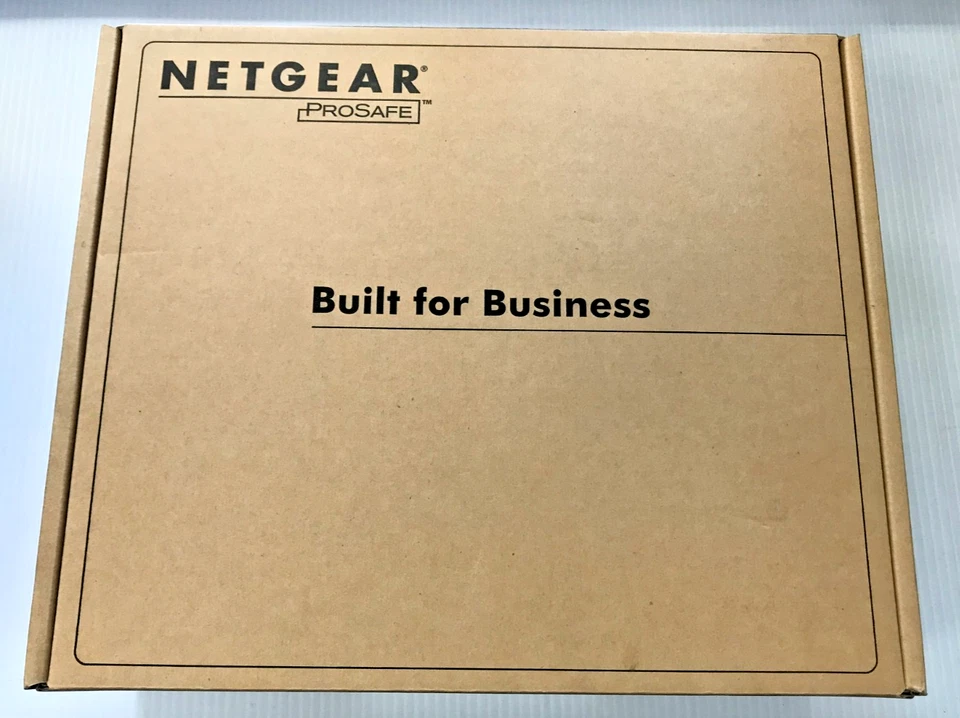 NETGEAR®
PROSAFE™
Built for Business